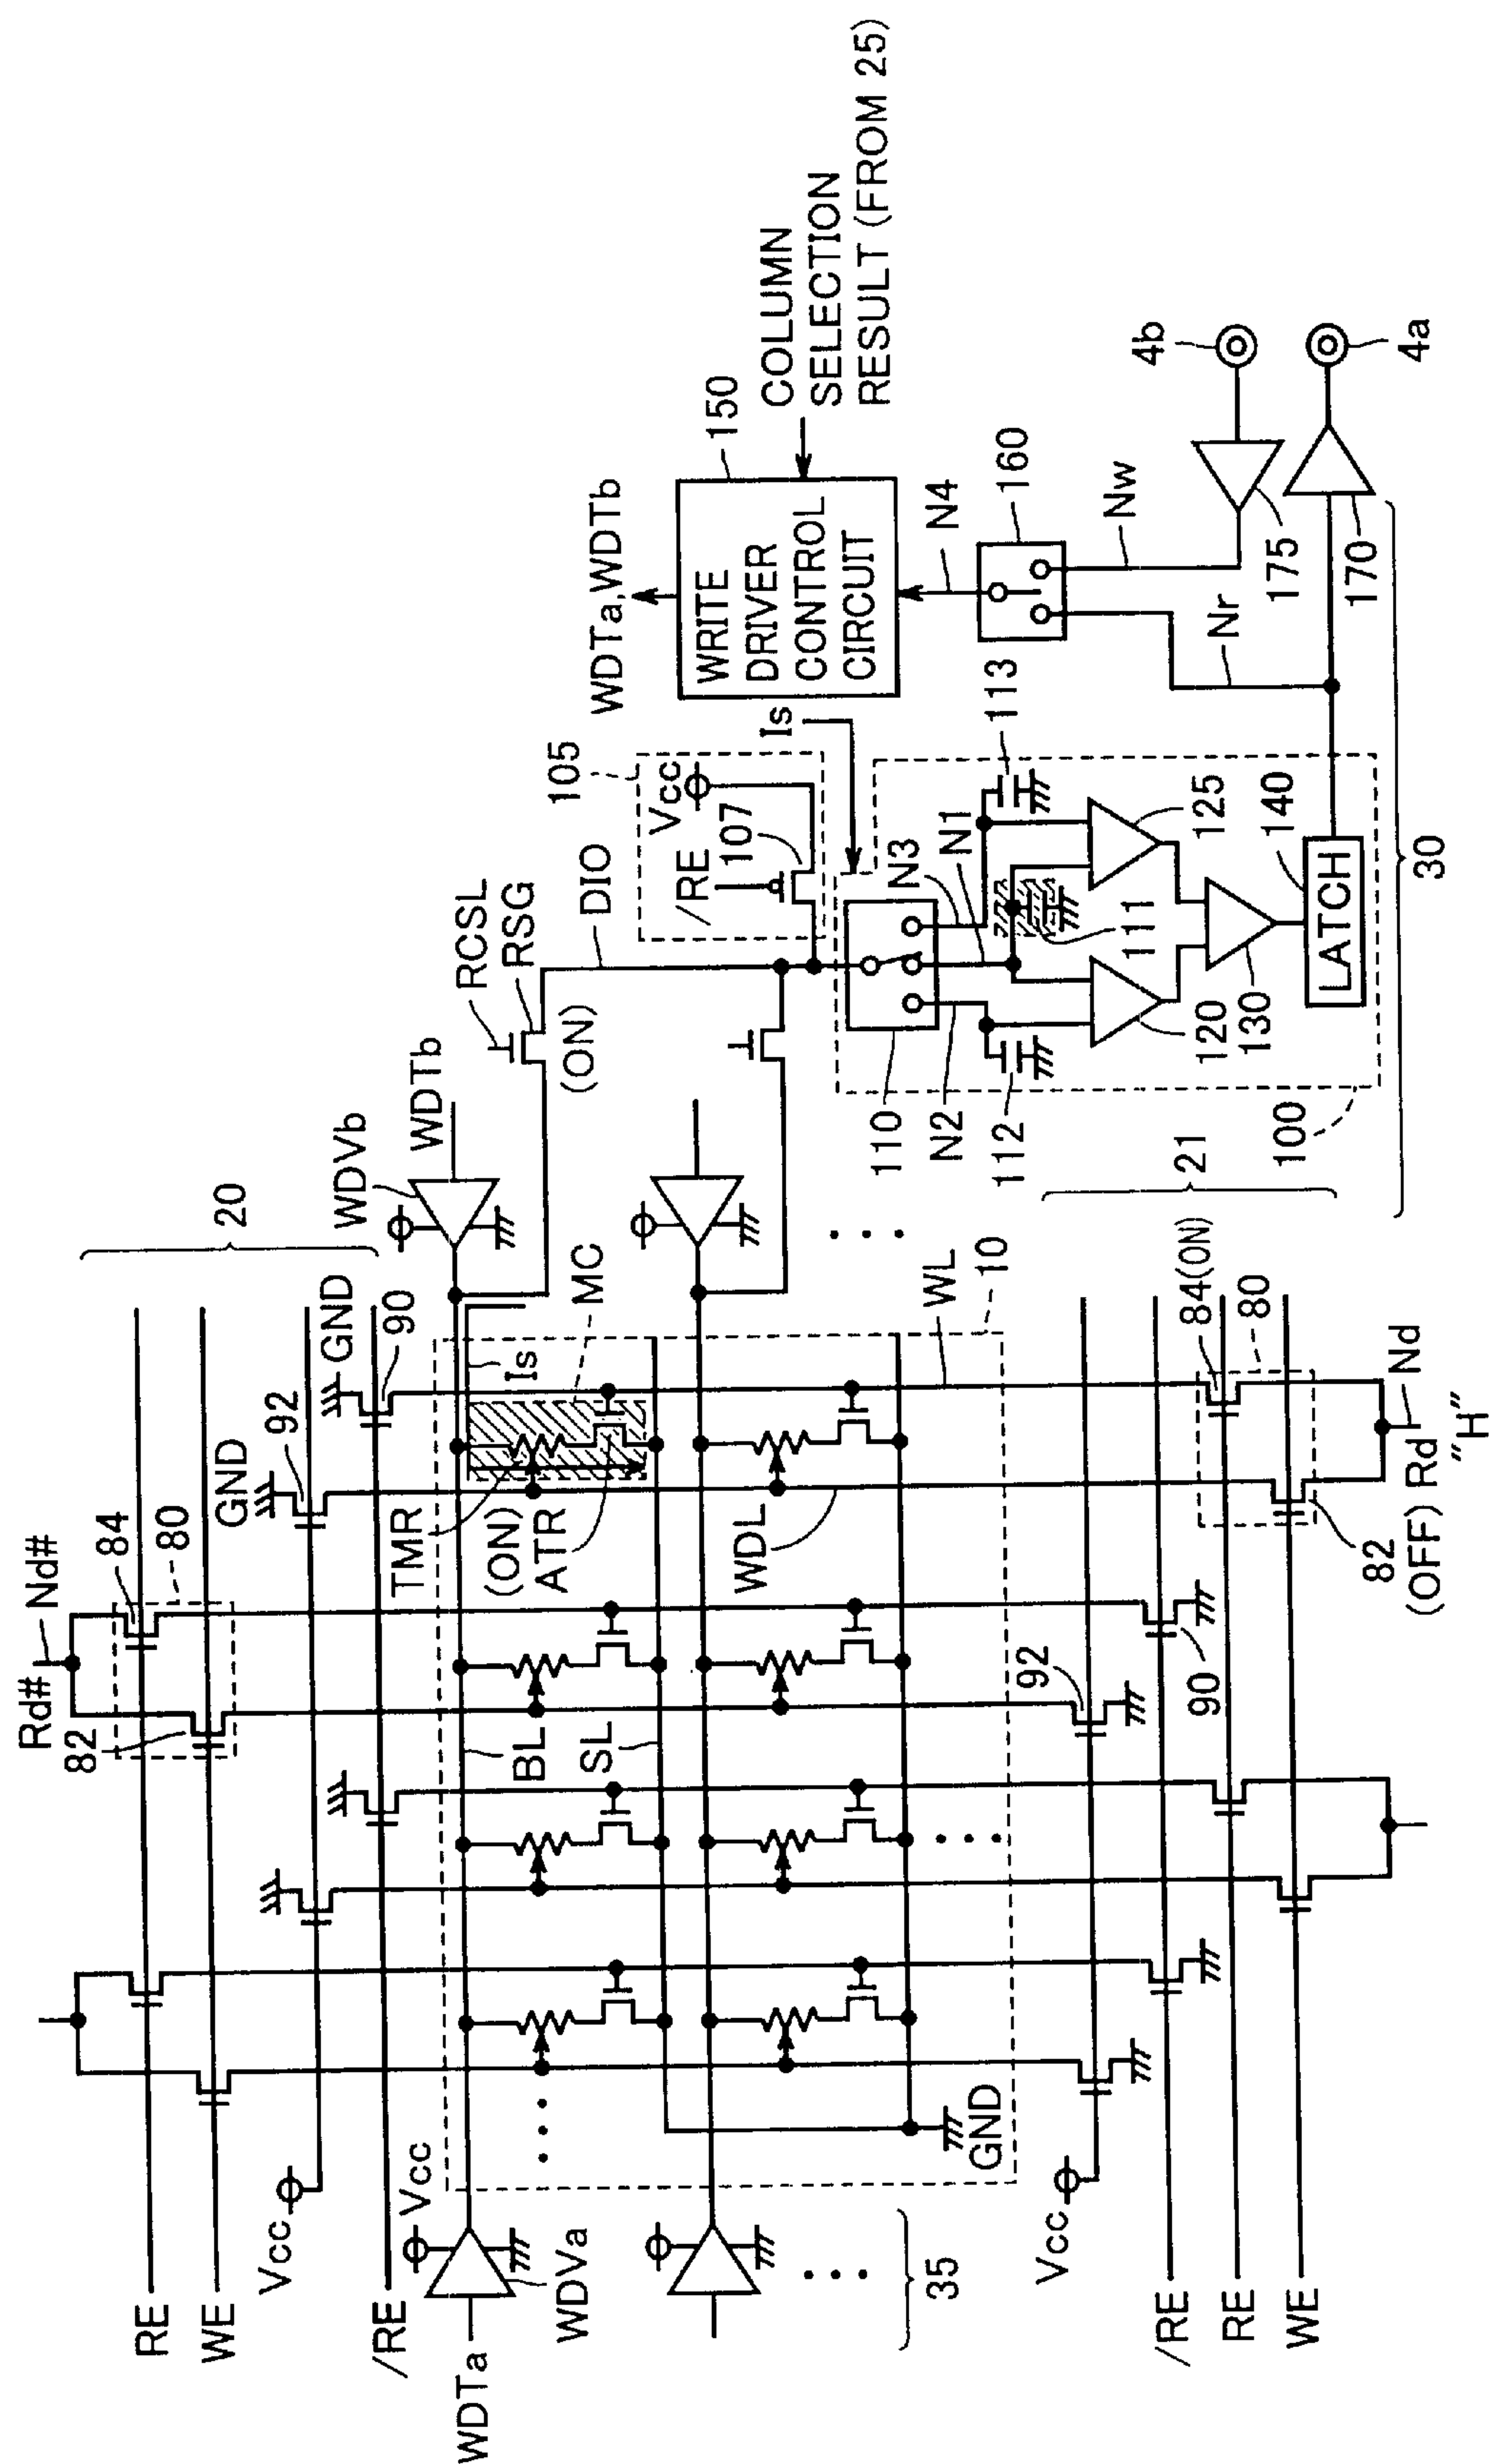 Rd#
Nd#
84
80
82
20
RE
WE
Vcc
/RE
GND
92
GND
90
Vcc
WDTa
WDVa
WDVb
WDTb
RCSL
RSG
(ON)
DIO
BL
SL
TMR
(ON)
ATR
Is
MC
WDL
WL
10
GND
35
Vcc
/RE
RE
WE
92
90
84(ON)
80
82
(OFF)
Rd
Nd
"H"
21
105
Vcc
/RE
107
Is
110
N2
N3
N1
112
111
113
120
125
130
140
LATCH
100
30
WDTa,WDTb
WRITE
DRIVER
CONTROL
CIRCUIT
150
COLUMN
SELECTION
RESULT (FROM 25)
N4
160
Nw
Nr
175
170
4b
4a